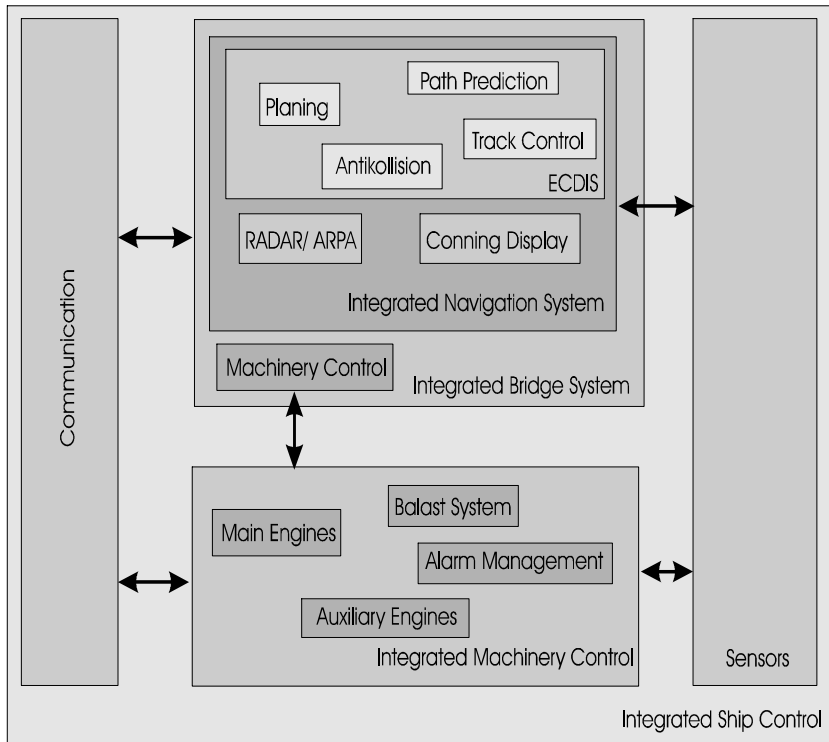 Communication
Path Prediction
Planing
Track Control
Antikollision
ECDIS
RADAR/ ARPA
Conning Display
Integrated Navigation System
Machinery Control
Integrated Bridge System
Balast System
Main Engines
Alarm Management
Auxiliary Engines
Integrated Machinery Control
Sensors
Integrated Ship Control